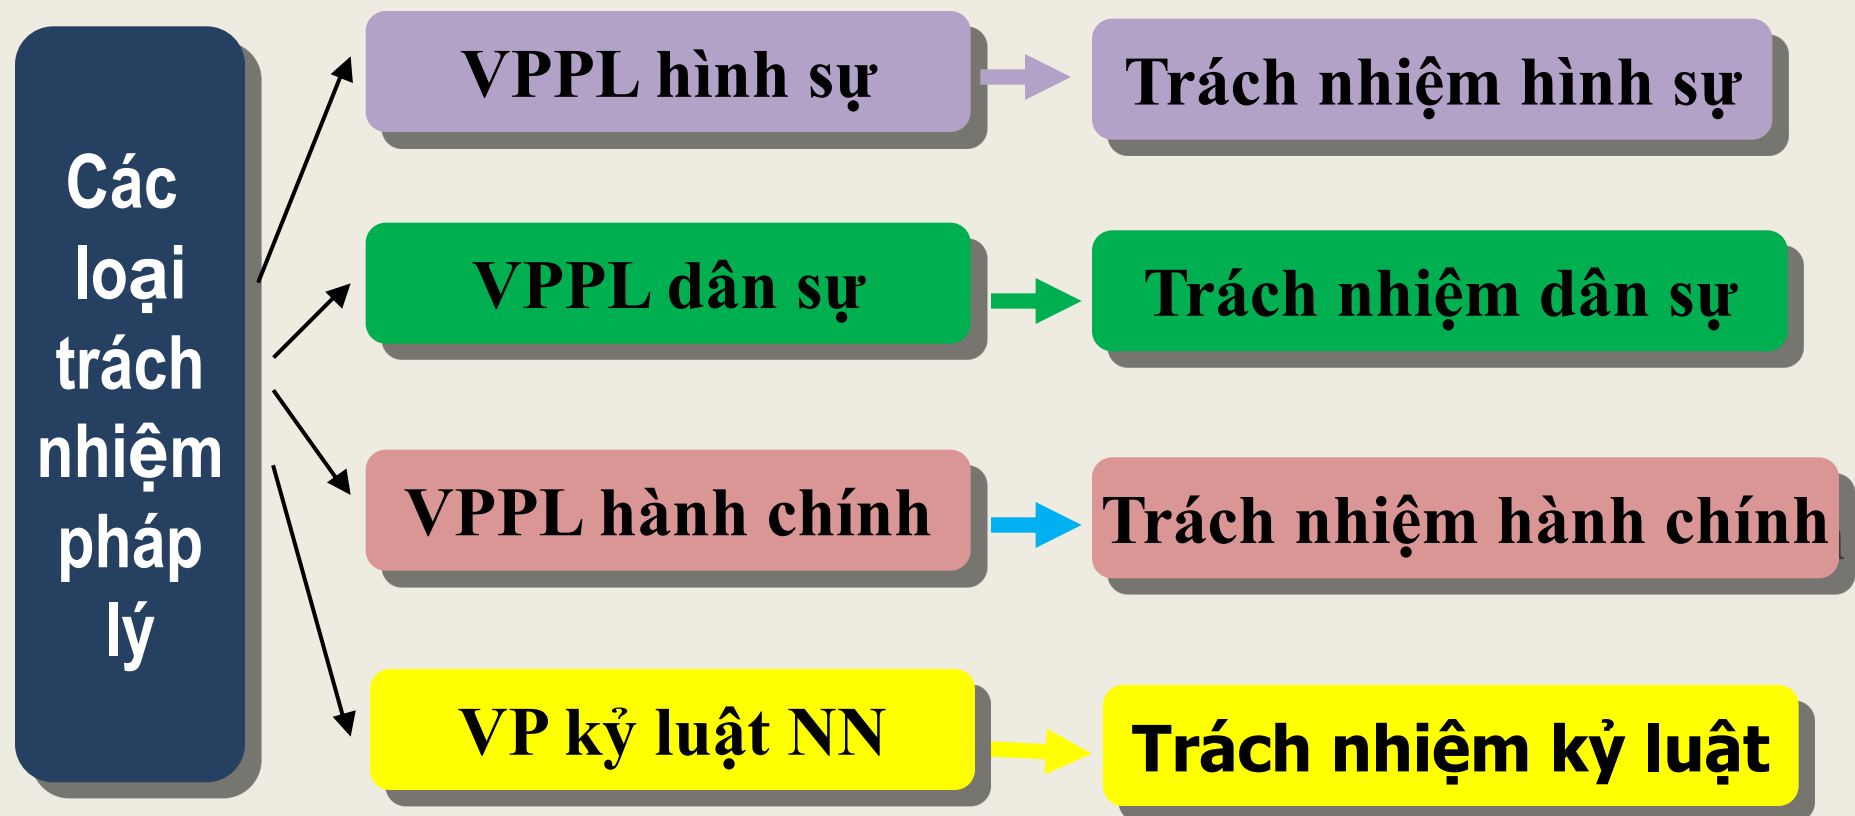 Các
loại
trách
nhiệm
pháp
lý
VPPL hình sự
Trách nhiệm hình sự
VPPL dân sự
Trách nhiệm dân sự
VPPL hành chính
Trách nhiệm hành chính
VP kỷ luật NN
Trách nhiệm kỷ luật